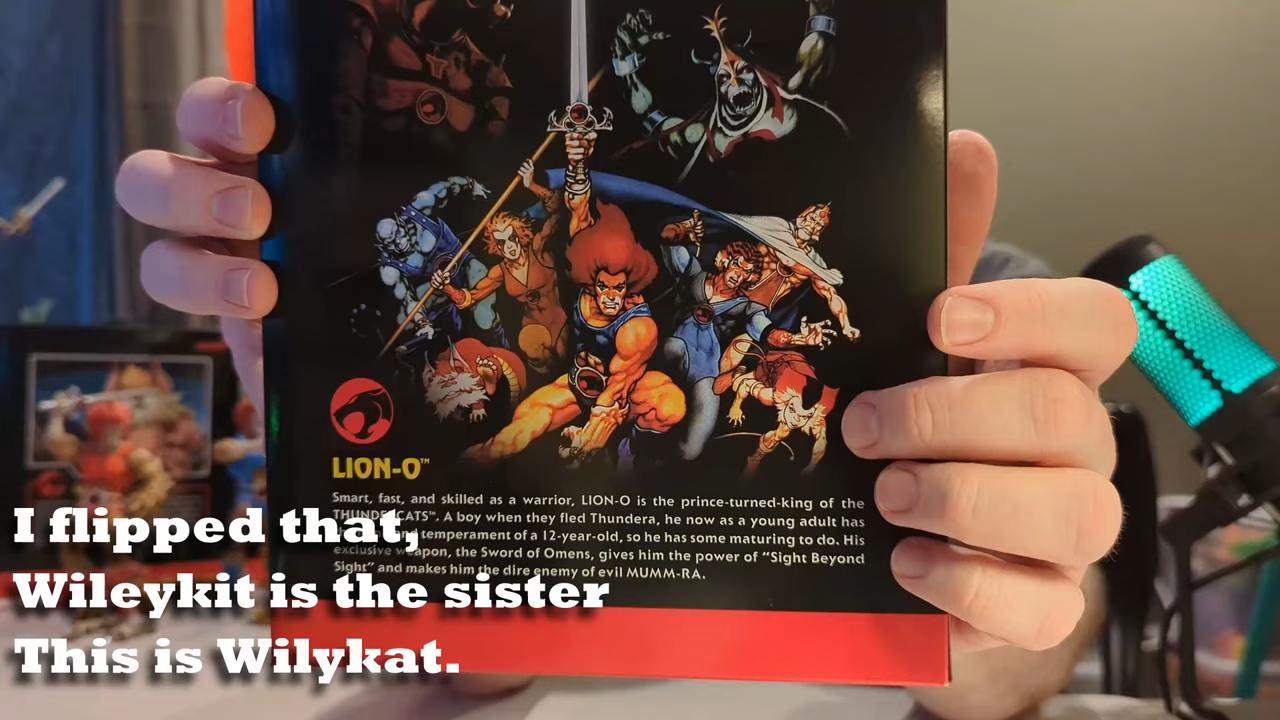 LION-O™
Smart, fast, and skilled as a warrior, LION-O is the prince-turned-king of the
THUNDERCATS™. A boy when they fled Thundera, he now as a young adult has
temperament of a 12-year-old, so he has some maturing to do. His
exclusive weapon, the Sword of Omens, gives him the power of “Sight Beyond
Sight” and makes him the dire enemy of evil MUMM-RA.
I flipped that,
Wileykit is the sister
This is Wilykat.